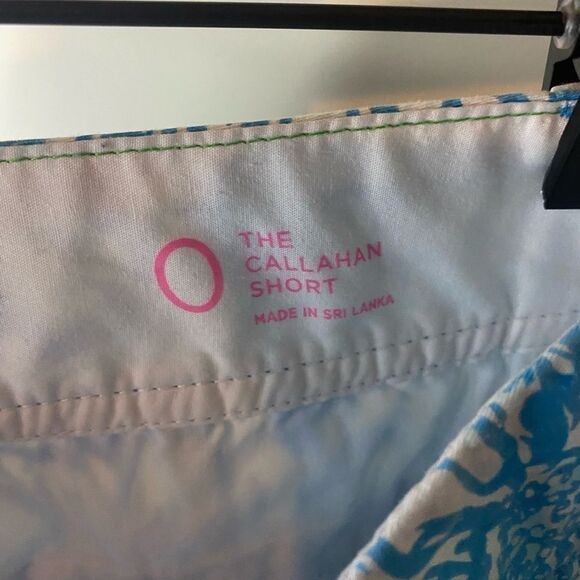 0
THE
CALLAHAN
SHORT
MADE IN SRI LANKA